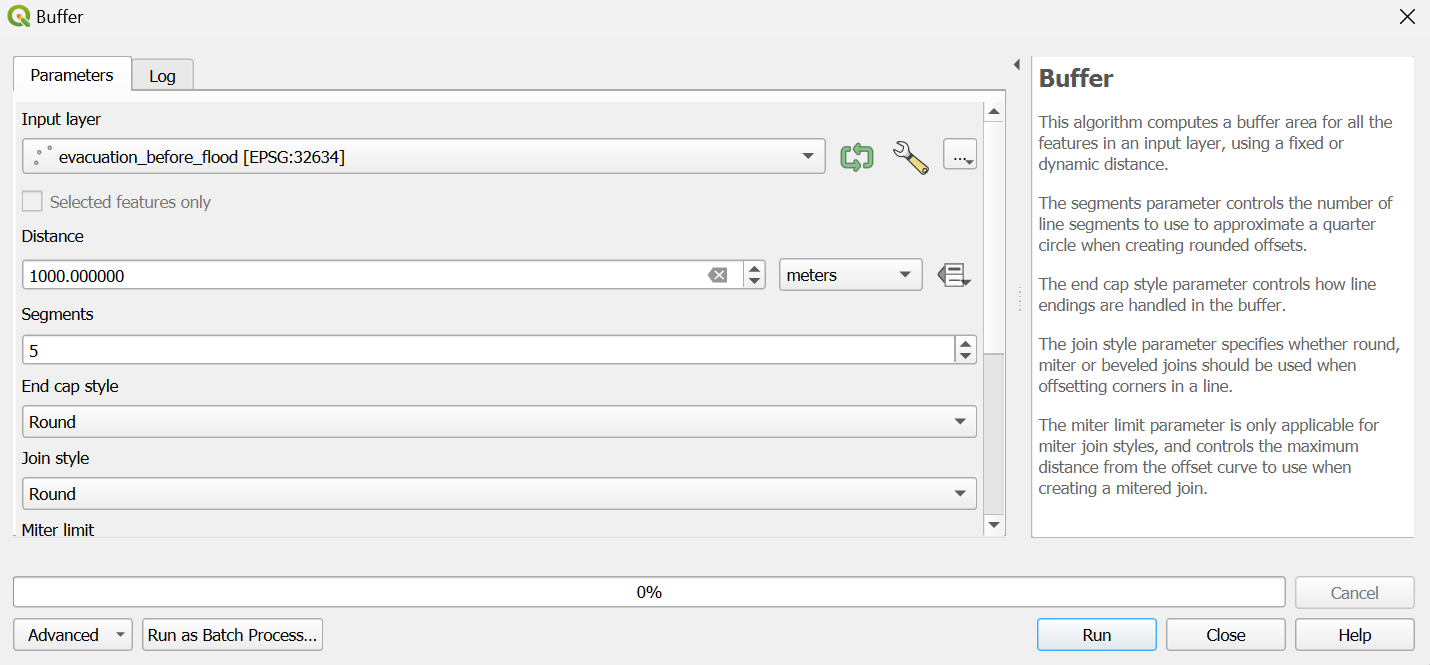 Buffer
Parameters
Log
Input layer
evacuation_before_flood [EPSG:32634]
...
Selected features only
Distance
1000.000000
meters
Segments
5
End cap style
Round
Join style
Round
Miter limit
Buffer
This algorithm computes a buffer area for all the
features in an input layer, using a fixed or
dynamic distance.
The segments parameter controls the number of
line segments to use to approximate a quarter
circle when creating rounded offsets.
The end cap style parameter controls how line
endings are handled in the buffer.
The join style parameter specifies whether round,
miter or beveled joins should be used when
offsetting corners in a line.
The miter limit parameter is only applicable for
miter join styles, and controls the maximum
distance from the offset curve to use when
creating a mitered join.
0%
Cancel
Advanced
Run as Batch Process...
Run
Close
Help